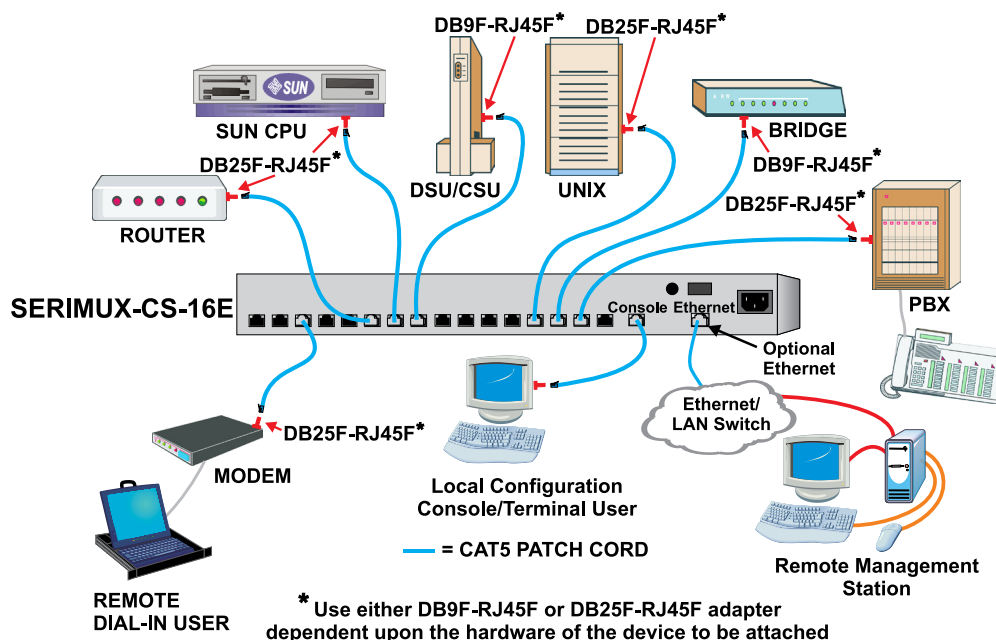 DB9F-RJ45F*
DB25F-RJ45F*
SUN
SUN CPU
BRIDGE
DB25F-RJ45F*
DSU/CSU
UNIX
DB9F-RJ45F*
DB25F-RJ45F*
ROUTER
SERIMUX-CS-16E
Console Ethernet
PBX
Optional
Ethernet
Ethernet/
LAN Switch
DB25F-RJ45F*
MODEM
Local Configuration
Console/Terminal User
= CAT5 PATCH CORD
Remote Management
Station
REMOTE
DIAL-IN USER
* Use either DB9F-RJ45F or DB25F-RJ45F adapter
dependent upon the hardware of the device to be attached